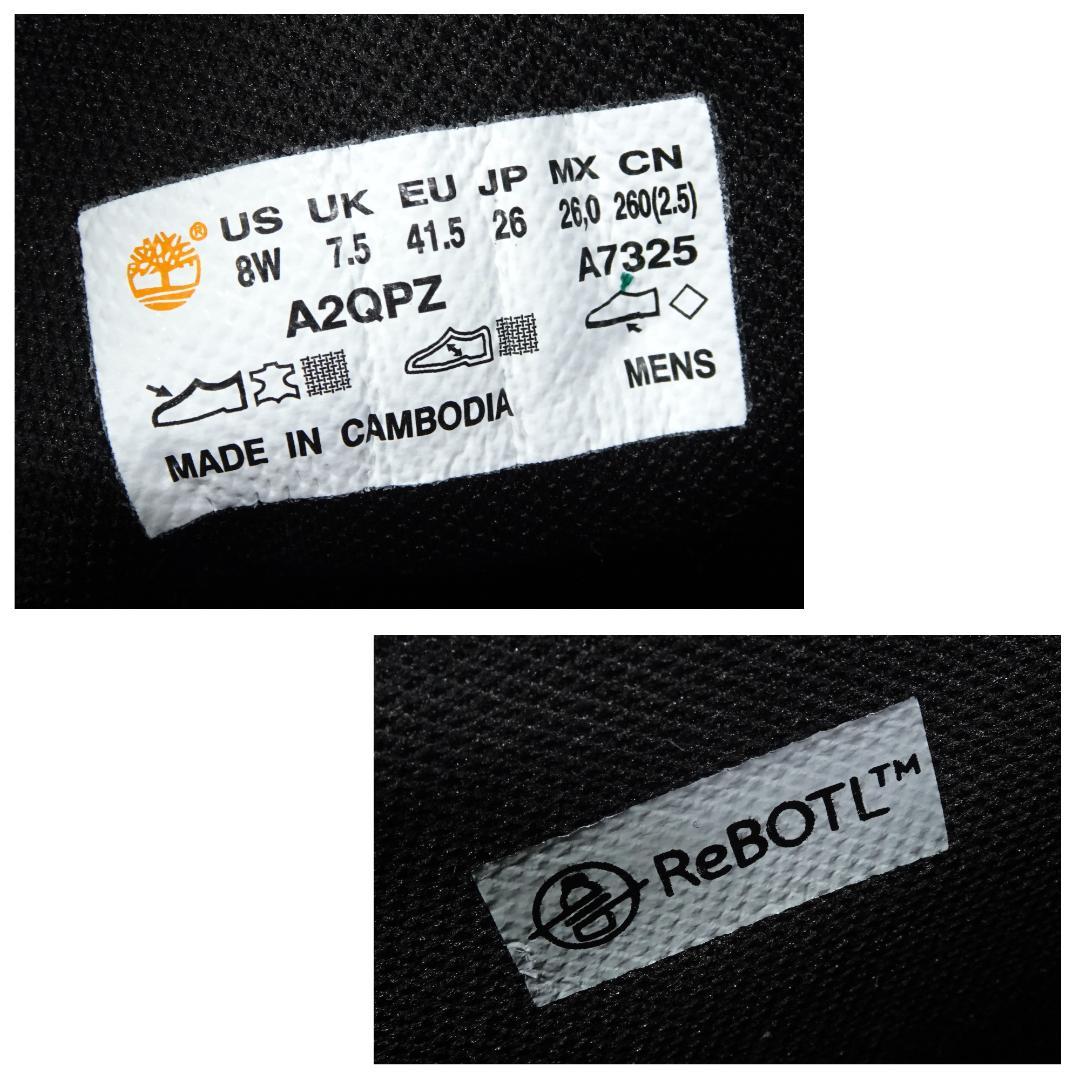 ® US UK EU JP MX CN
8W 7.5 41.5 26 26,0 260(2.5)
A2QPZ A7325
MENS
MADE IN CAMBODIA
ReBOTL™